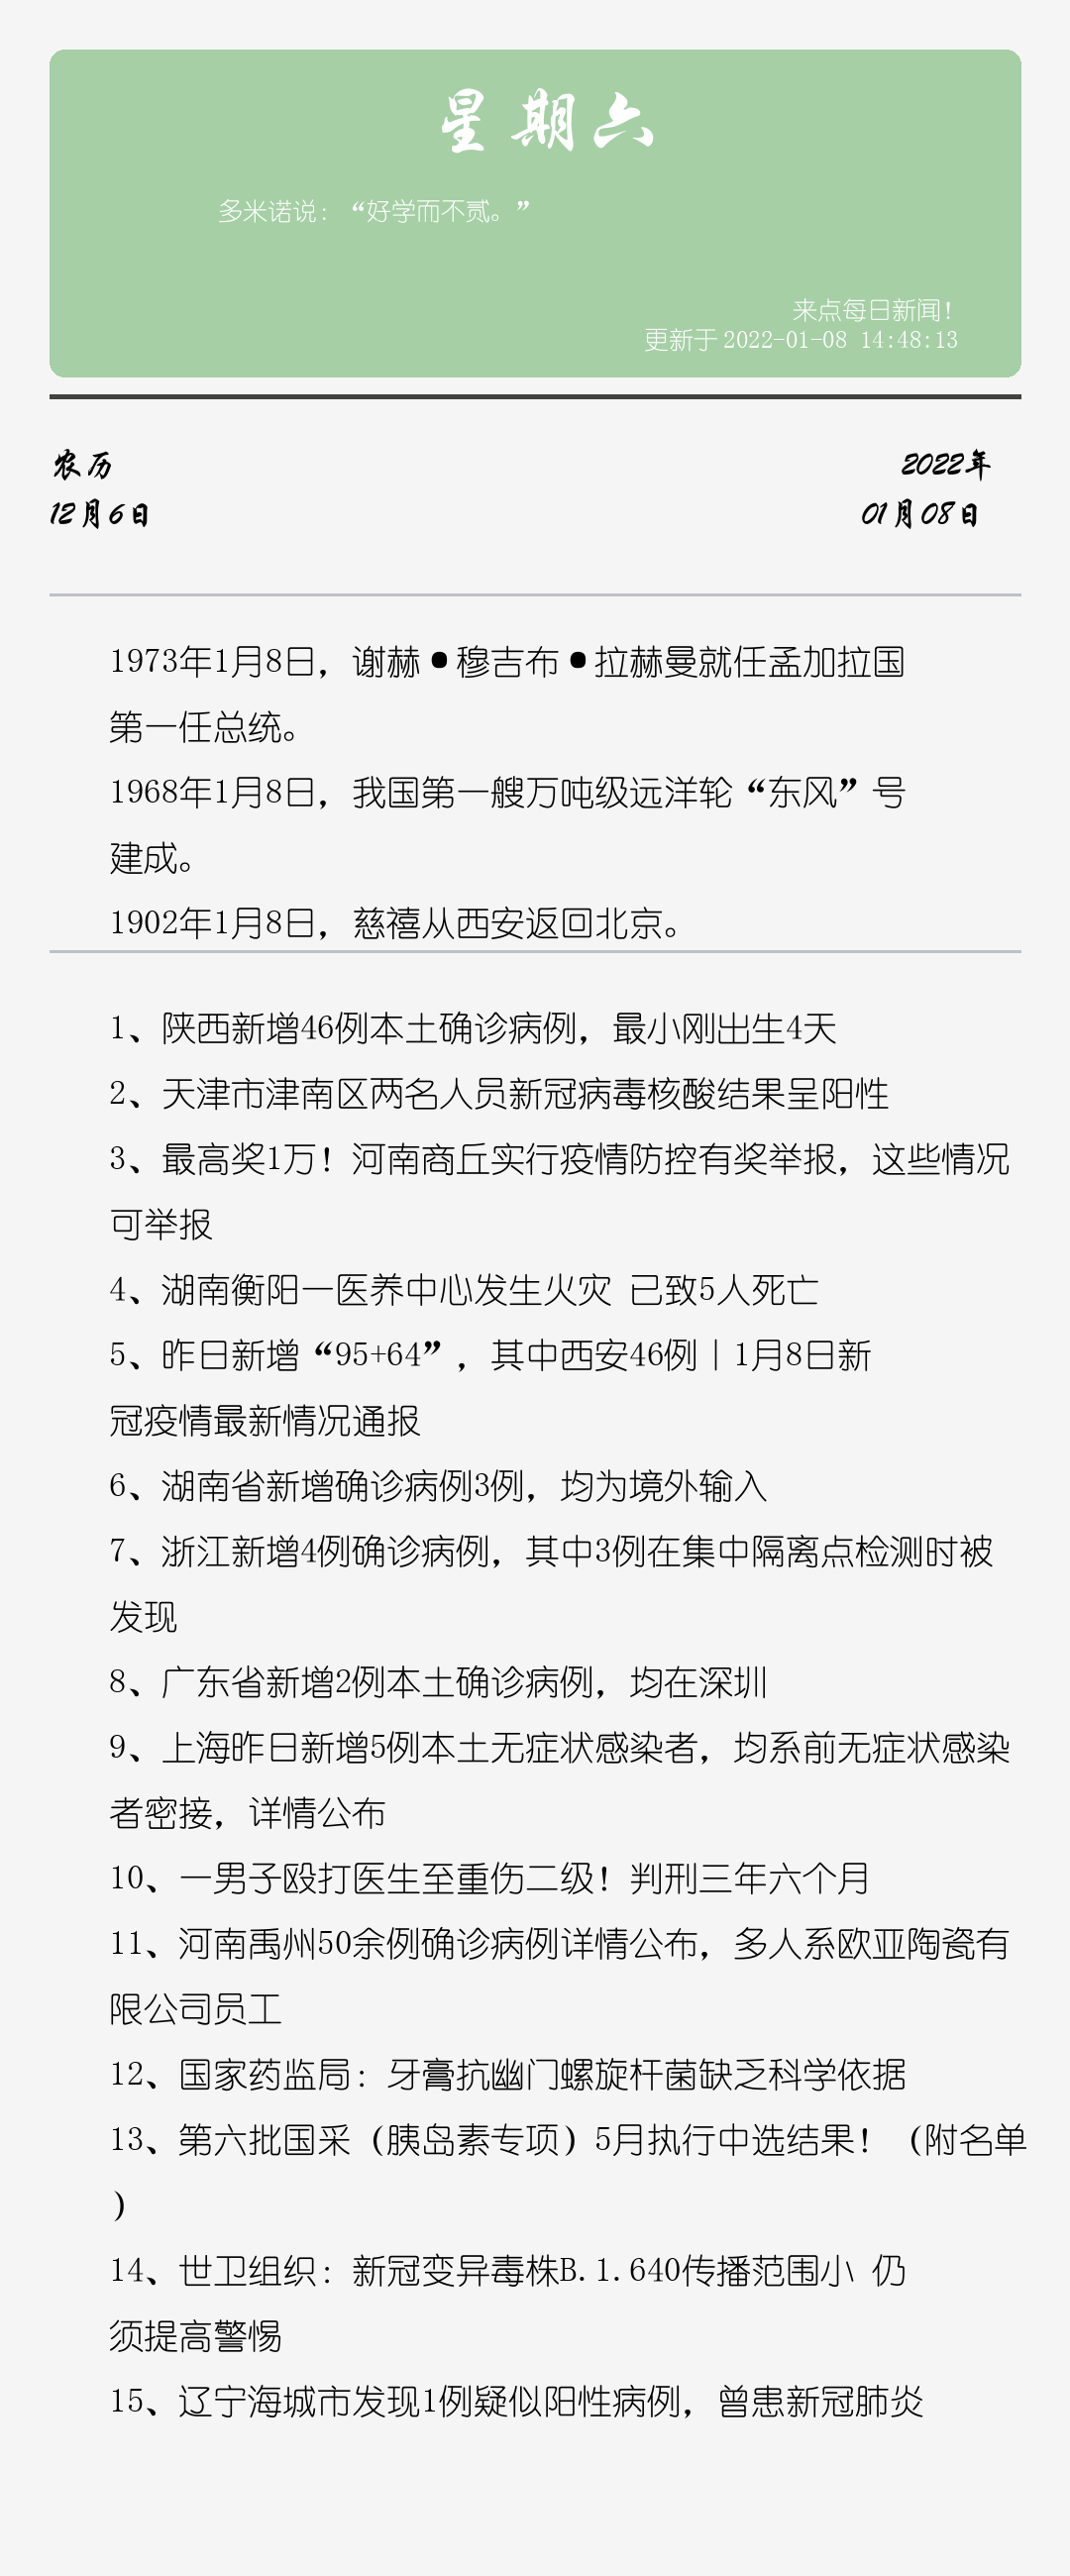 星期六
多米诺说：“好学而不贰。”
来点每日新闻！
更新于 2022-01-08 14:48:13
农历
2022年
12月6日
01月08日
1973年1月8日，谢赫•穆吉布•拉赫曼就任孟加拉国
第一任总统。
1968年1月8日，我国第一艘万吨级远洋轮“东风”号
建成。
1902年1月8日，慈禧从西安返回北京。
1、陕西新增46例本土确诊病例，最小刚出生4天
2、天津市津南区两名人员新冠病毒核酸结果呈阳性
3、最高奖1万！河南商丘实行疫情防控有奖举报，这些情况
可举报
4、湖南衡阳一医养中心发生火灾 已致5人死亡
5、昨日新增“95+64”，其中西安46例｜1月8日新
冠疫情最新情况通报
6、湖南省新增确诊病例3例，均为境外输入
7、浙江新增4例确诊病例，其中3例在集中隔离点检测时被
发现
8、广东省新增2例本土确诊病例，均在深圳
9、上海昨日新增5例本土无症状感染者，均系前无症状感染
者密接，详情公布
10、一男子殴打医生至重伤二级！判刑三年六个月
11、河南禹州50余例确诊病例详情公布，多人系欧亚陶瓷有
限公司员工
12、国家药监局：牙膏抗幽门螺旋杆菌缺乏科学依据
13、第六批国采（胰岛素专项）5月执行中选结果！（附名单
）
14、世卫组织：新冠变异毒株B.1.640传播范围小 仍
须提高警惕
15、辽宁海城市发现1例疑似阳性病例，曾患新冠肺炎